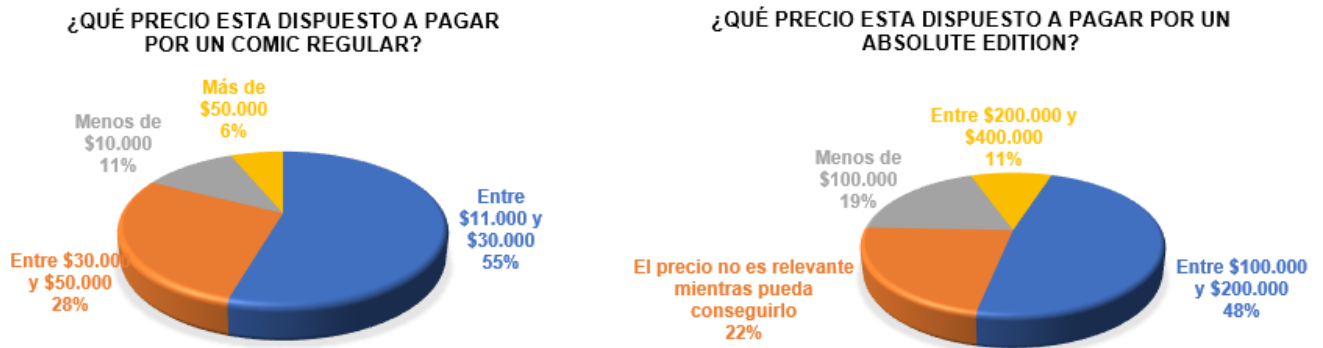 ¿QUÉ PRECIO ESTA DISPUESTO A PAGAR
POR UN COMIC REGULAR?
Más de
$50.000
6%
Menos de
$10.000
11%
Entre
$11.000 y
$30.000
55%
Entre $30.000
y $50.000
28%
¿QUÉ PRECIO ESTA DISPUESTO A PAGAR POR UN
ABSOLUTE EDITION?
Entre $200.000 y
$400.000
11%
Menos de
$100.000
19%
El precio no es relevante
mientras pueda
conseguirlo
22%
Entre $100.000
y $200.000
48%